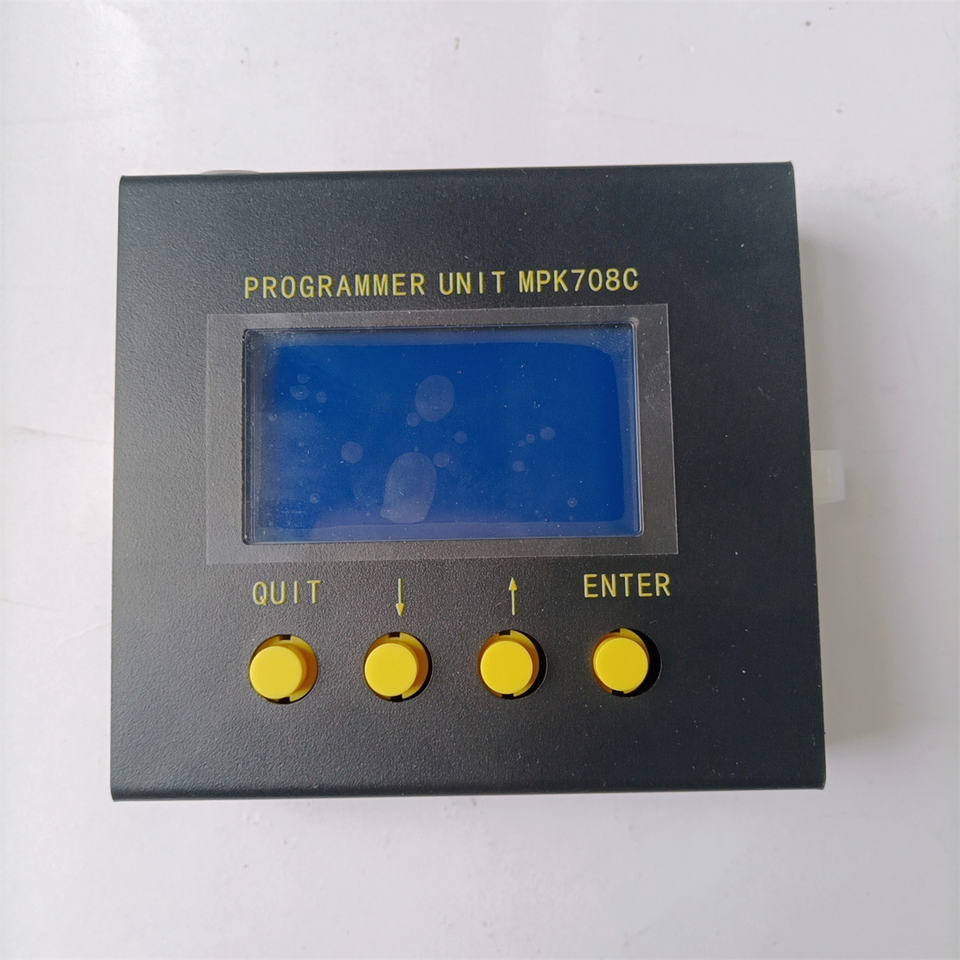 PROGRAMMER UNIT MPK708C
QUIT ↓ ↑ ENTER